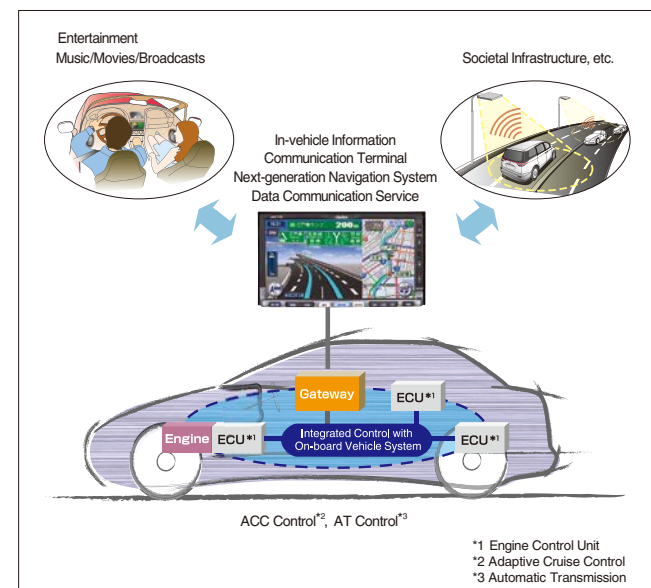 Entertainment
Music/Movies/Broadcasts
Societal Infrastructure, etc.
In-vehicle Information
Communication Terminal
Next-generation Navigation System
Data Communication Service
200m
Gateway
ECU*1
Engine
ECU*1
Integrated Control with
On-board Vehicle System
ECU*1
ACC Control*2, AT Control*3
*1 Engine Control Unit
*2 Adaptive Cruise Control
*3 Automatic Transmission